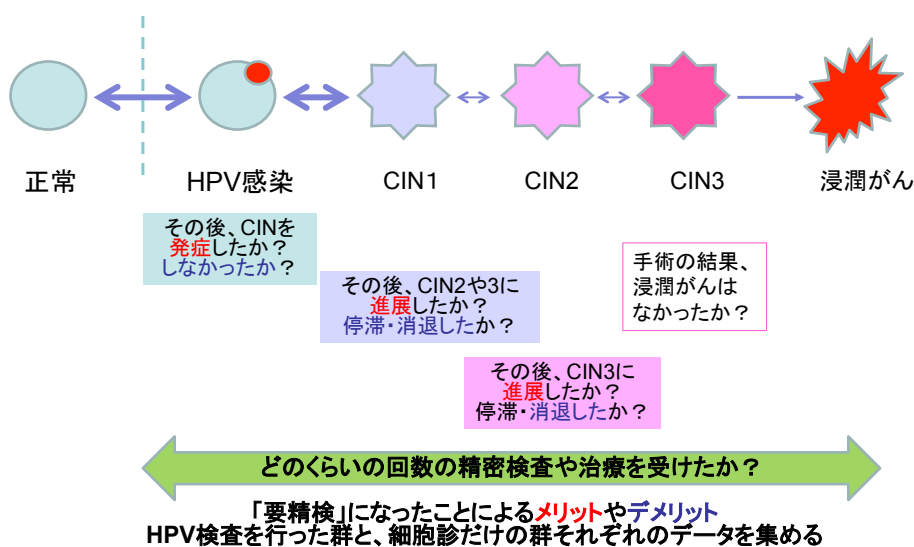 正常
HPV感染
CIN1
CIN2
CIN3
浸潤がん
その後、CINを
発症したか？
しなかったか？
その後、CIN2や3に
進展したか？
停滞・消退したか？
手術の結果、
浸潤がんは
なかったか？
その後、CIN3に
進展したか？
停滞・消退したか？
どのくらいの回数の精密検査や治療を受けたか？
「要精検」になったことによるメリットやデメリット
HPV検査を行った群と、細胞診だけの群それぞれのデータを集める